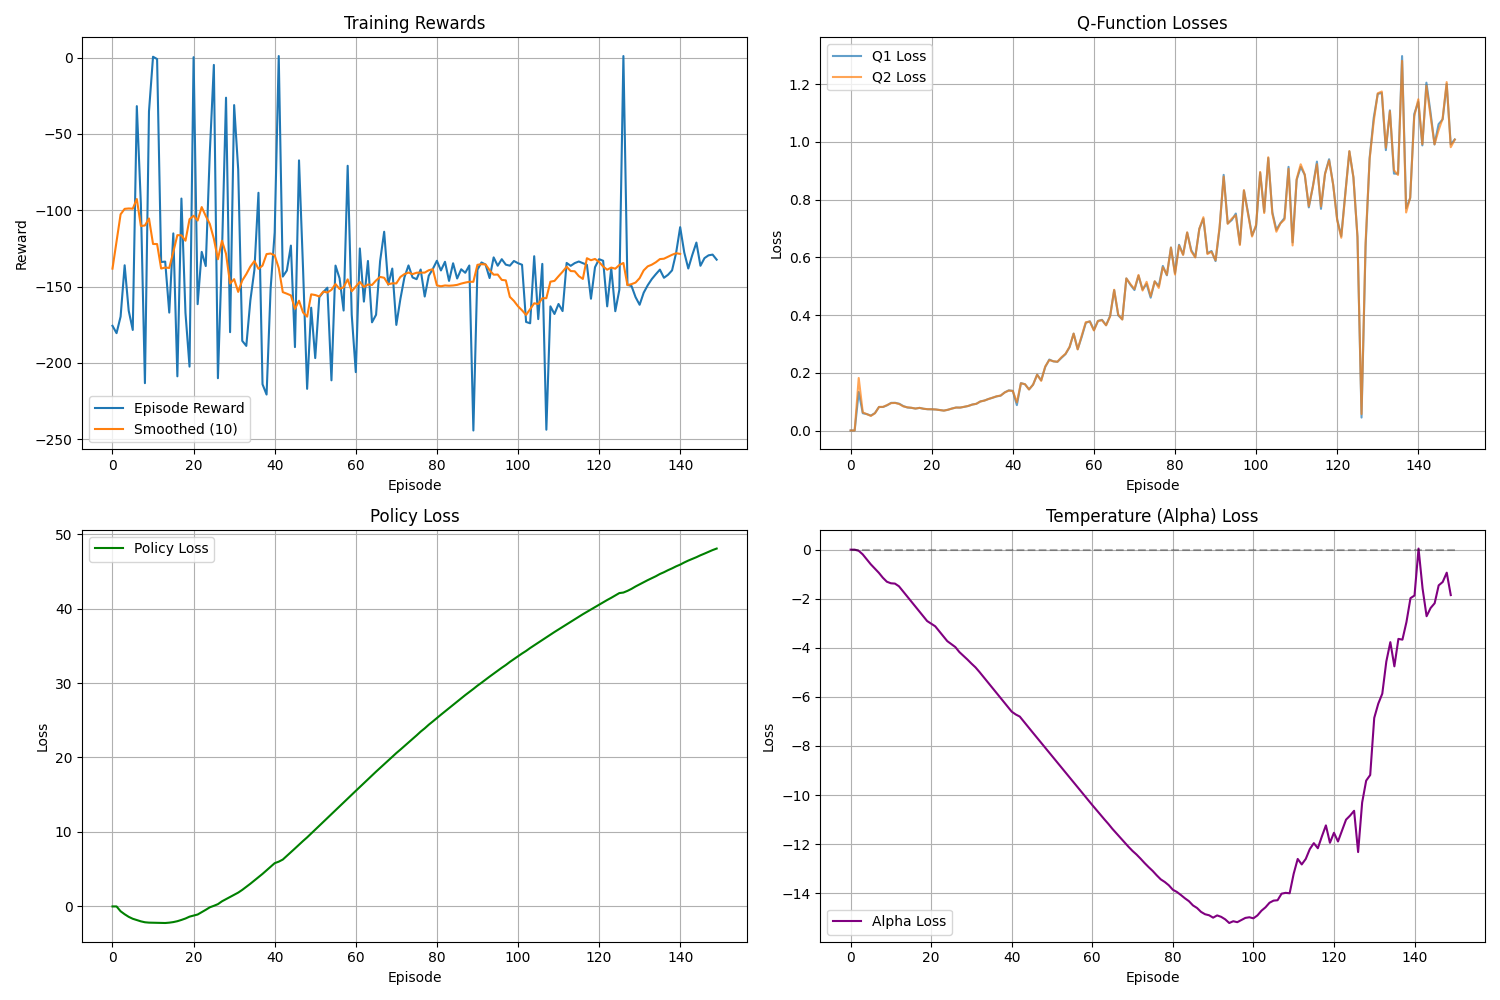 Training Rewards
Reward
0
−50
−100
−150
−200
−250
Episode Reward
Smoothed (10)
0 20 40 60 80 100 120 140
Episode
Q-Function Losses
Loss
Q1 Loss
Q2 Loss
1.2
1.0
0.8
0.6
0.4
0.2
0.0
0 20 40 60 80 100 120 140
Episode
Policy Loss
Loss
50
Policy Loss
40
30
20
10
0
0 20 40 60 80 100 120 140
Episode
Temperature (Alpha) Loss
Loss
0
−2
−4
−6
−8
−10
−12
−14
Alpha Loss
0 20 40 60 80 100 120 140
Episode